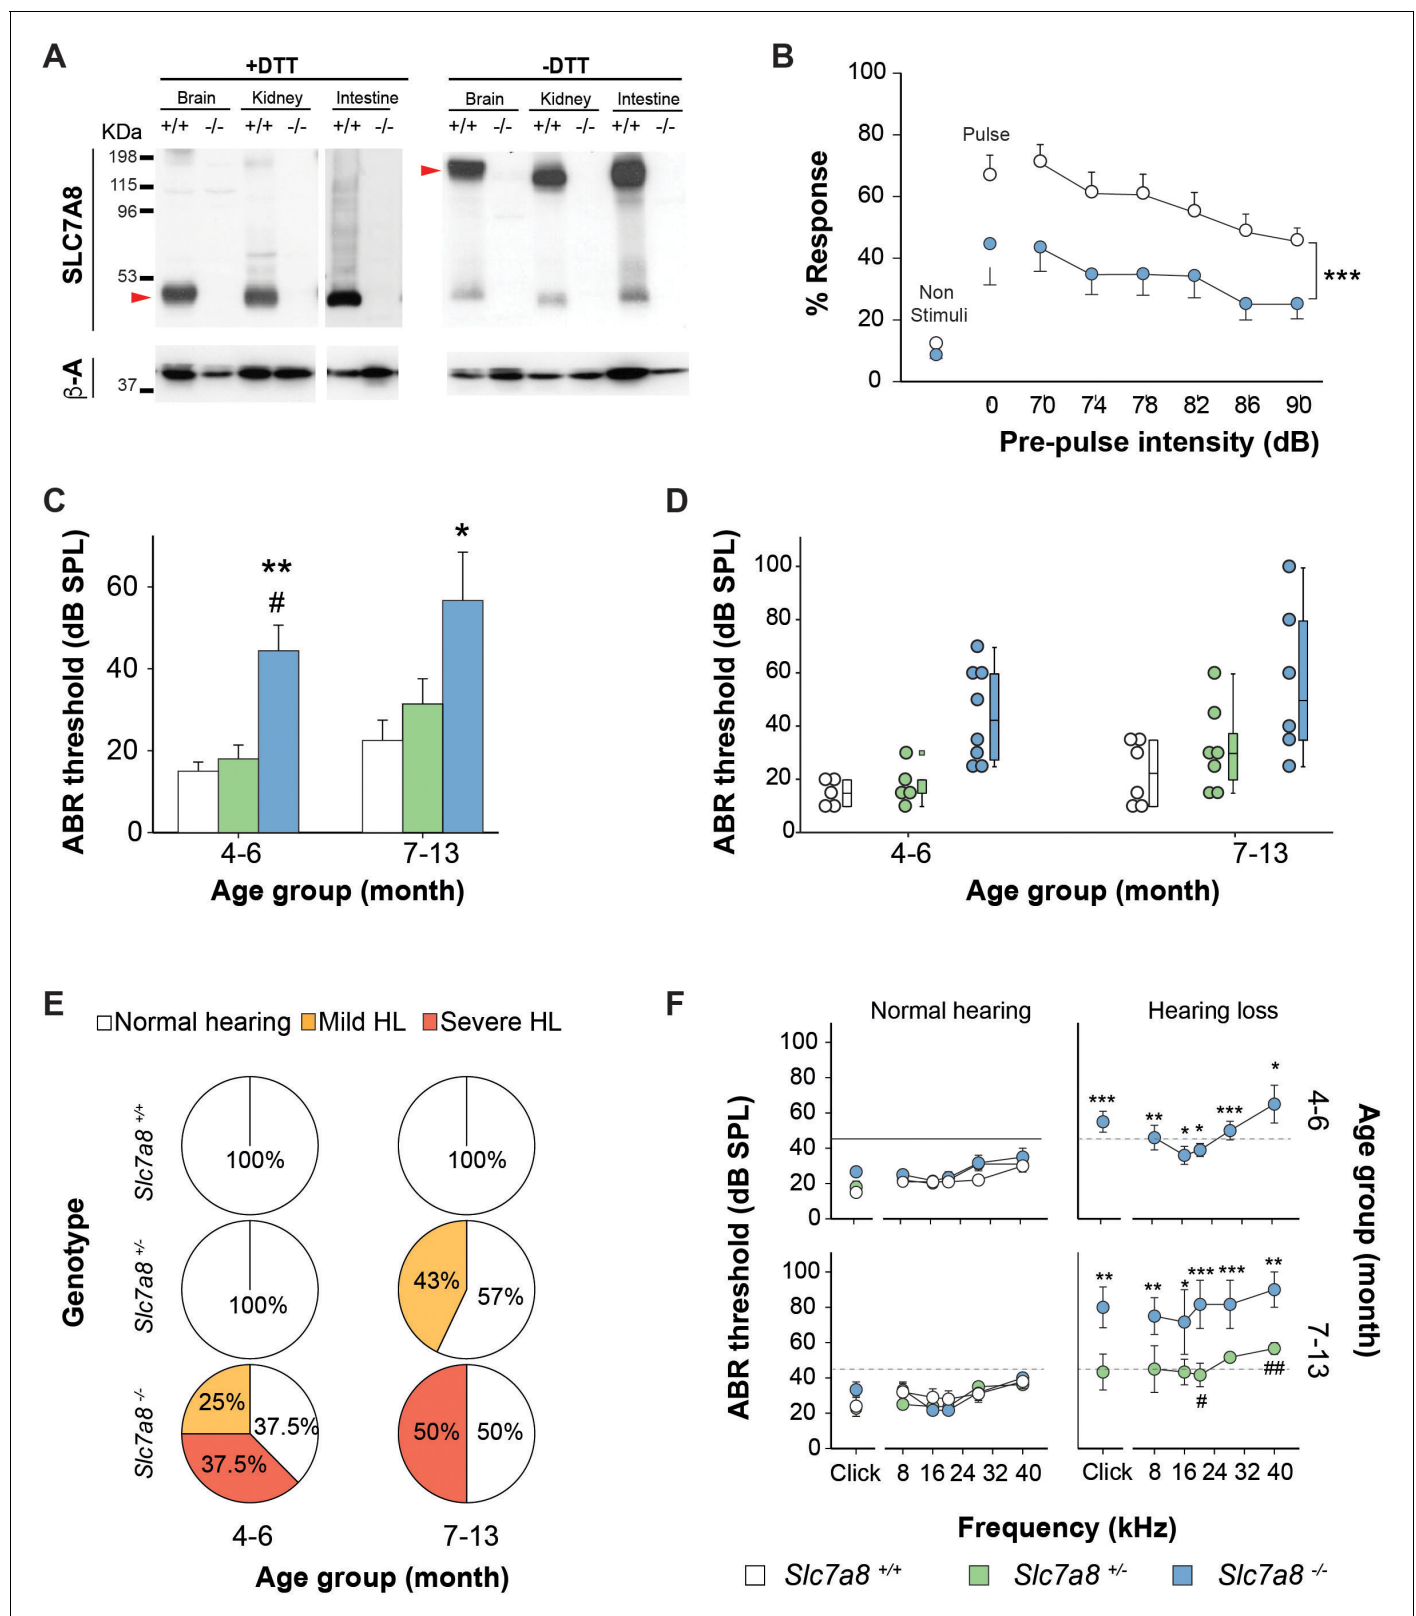 A
+DTT
-DTT
Brain Kidney Intestine
Brain Kidney Intestine
KDa +/+ -/- +/+ -/- +/+ -/-
+/+ -/- +/+ -/- +/+ -/-
SLC7A8
198
115
96
53
β-A
37
B
% Response
100
80
60
40
20
0
Pulse
Non
Stimuli
***
0 70 74 78 82 86 90
Pre-pulse intensity (dB)
C
ABR threshold (dB SPL)
60
40
20
0
**
#
*
4-6 7-13
Age group (month)
D
ABR threshold (dB SPL)
100
80
60
40
20
0
4-6 7-13
Age group (month)
E
Normal hearing Mild HL Severe HL
Genotype
Slc7a8 +/+
100% 100%
Slc7a8 +/-
100% 43% 57%
Slc7a8 -/-
25% 37.5% 37.5% 50% 50%
4-6 7-13
Age group (month)
F
Normal hearing Hearing loss
ABR threshold (dB SPL)
100
80
60
40
20
0
*** ** * * *** *
4-6
100
80
60
40
20
0
** ** * *** *** **
# ##
7-13
Age group (month)
Click 8 16 24 32 40 Click 8 16 24 32 40
Frequency (kHz)
Slc7a8 +/+ Slc7a8 +/- Slc7a8 -/-